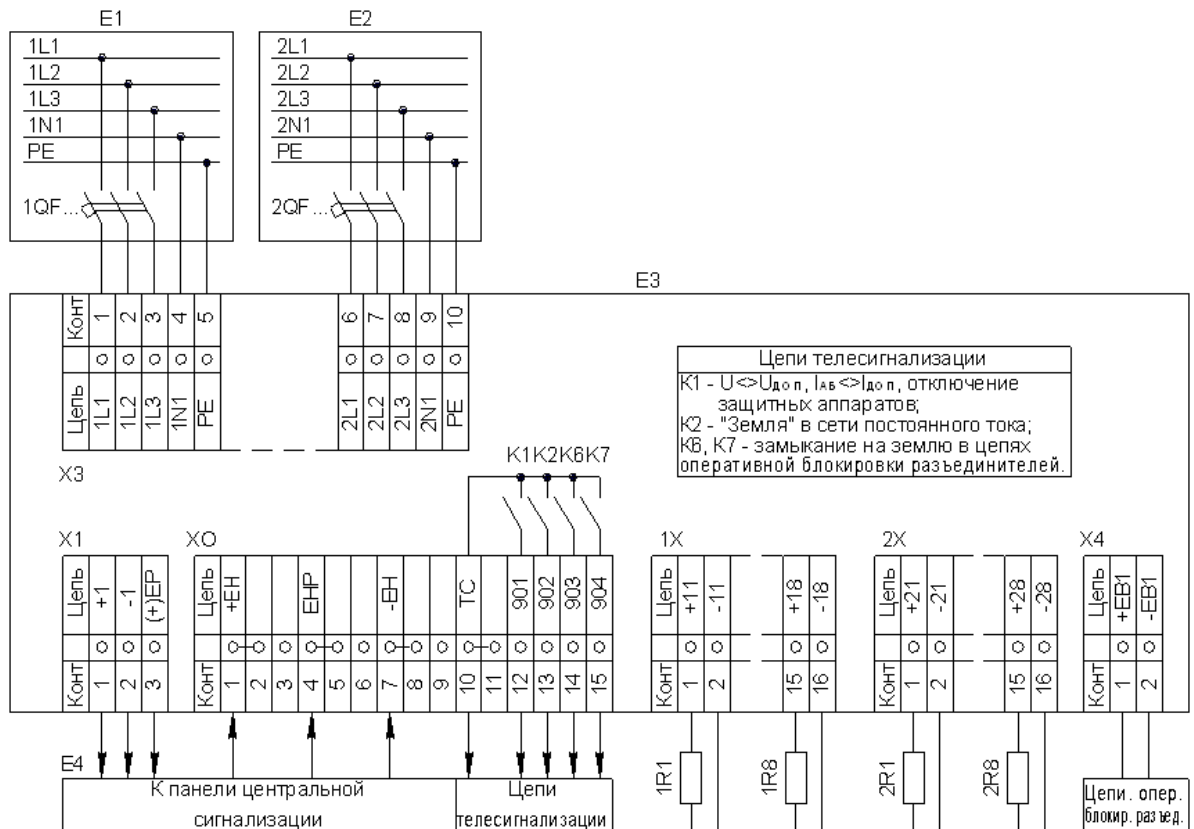 E1 E2
1L1 2L1
1L2 2L2
1L3 2L3
1N1 2N1
PE PE
1QF... 2QF...
E3
Конт 1 2 3 4 5 6 7 8 9 10
Цепь 1L1 1L2 1L3 1N1 PE 2L1 2L2 2L3 2N1 PE
X3
Цепи телесигнализации
K1 - U<>Uдоп, IАБ<>Iдоп, отключение
защитных аппаратов;
K2 - "Земля" в сети постоянного тока;
K6, K7 - замыкание на землю в цепях
оперативной блокировки разъединителей.
K1 K2 K6 K7
X1 XO 1X 2X X4
Цепь +1 -1 (+)EP
Конт 1 2 3
Цепь +EH EHP -EH TC 901 902 903 904
Конт 1 2 3 4 5 6 7 8 9 10 11 12 13 14 15
Цепь +11 -11 +18 -18
Конт 1 2 15 16
Цепь +21 -21 +28 -28
Конт 1 2 15 16
Цепь +EB1 -EB1
Конт 1 2
E4
К панели центральной
сигнализации
Цепи
телесигнализации
1R1 1R8 2R1 2R8
Цепи. опер.
блокир. разъед.